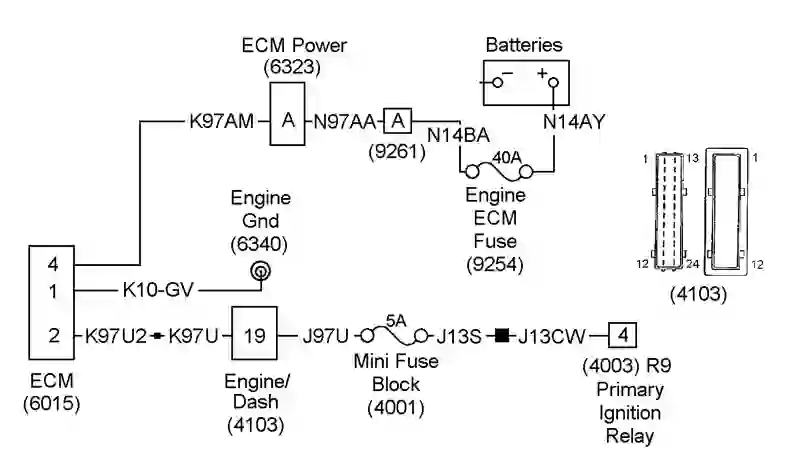 ECM Power
(6323)
Batteries
- +
K97AM
A
N97AA
A
(9261)
N14BA
N14AY
40A
Engine
ECM
Fuse
(9254)
1
13
1
12
24
12
(4103)
Engine
Gnd
(6340)
4
1
K10-GV
2
K97U2
K97U
19
J97U
5A
J13S
J13CW
4
ECM
(6015)
Engine/
Dash
(4103)
Mini Fuse
Block
(4001)
(4003) R9
Primary
Ignition
Relay